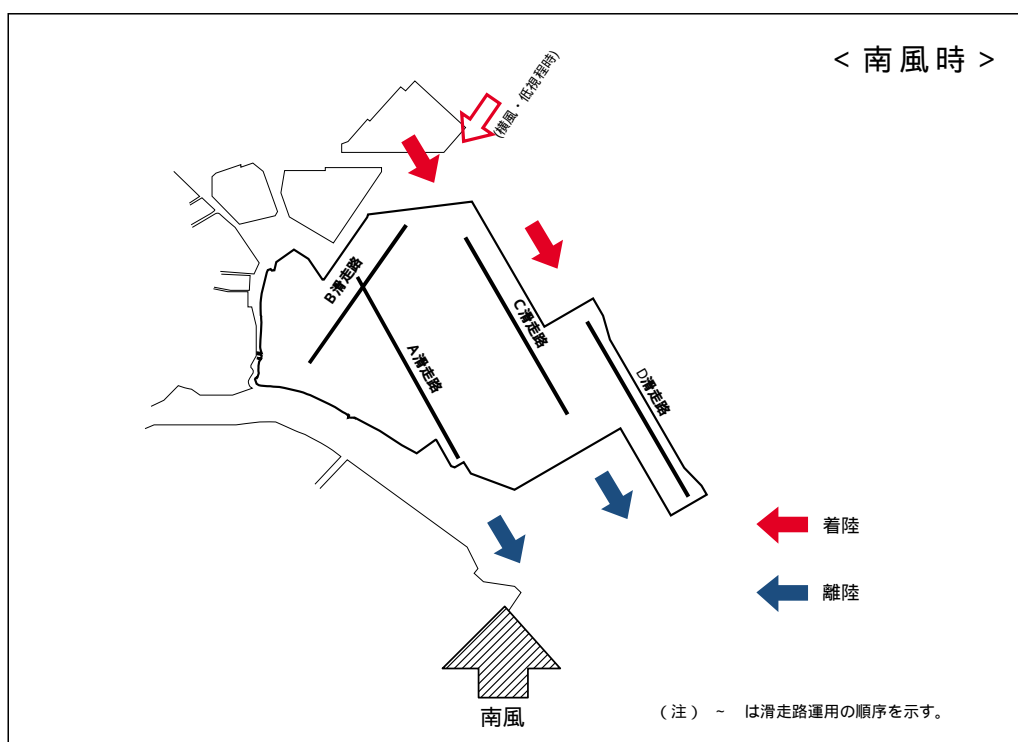 <南風時>
(横風・低視程時)
B滑走路
A滑走路
C滑走路
D滑走路
着陸
離陸
南風
(注) ~ は滑走路運用の順序を示す。